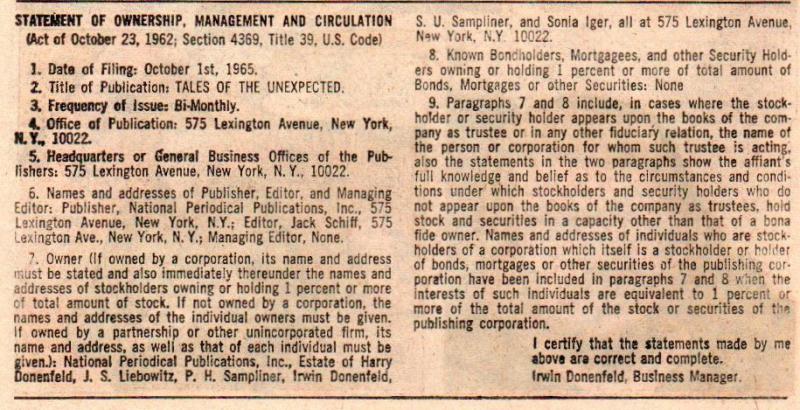 STATEMENT OF OWNERSHIP, MANAGEMENT AND CIRCULATION
(Act of October 23, 1962; Section 4369, Title 39, U.S. Code)
1. Date of Filing: October 1st, 1965.
2. Title of Publication: TALES OF THE UNEXPECTED.
3. Frequency of Issue: Bi-Monthly.
4. Office of Publication: 575 Lexington Avenue, New York,
N.Y., 10022.
5. Headquarters or General Business Offices of the Pub-
lishers: 575 Lexington Avenue, New York, N. Y., 10022.
6. Names and addresses of Publisher, Editor, and Managing
Editor: Publisher, National Periodical Publications, Inc., 575
Lexington Avenue, New York, N.Y.; Editor, Jack Schiff, 575
Lexington Ave., New York, N. Y.; Managing Editor, None.
7. Owner (If owned by a corporation, its name and address
must be stated and also immediately thereunder the names and
addresses of stockholders owning or holding 1 percent or more
of total amount of stock. If not owned by a corporation, the
names and addresses of the individual owners must be given.
If owned by a partnership or other unincorporated firm, its
name and address, as well as that of each individual must be
given.): National Periodical Publications, Inc., Estate of Harry
Donenfeld, J. S. Liebowitz, P. H. Sampliner, Irwin Donenfeld,
S. U. Sampliner, and Sonia Iger, all at 575 Lexington Avenue,
New York, N.Y. 10022.
8. Known Bondholders, Mortgagees, and other Security Hold-
ers owning or holding 1 percent or more of total amount of
Bonds, Mortgages or other Securities: None
9. Paragraphs 7 and 8 include, in cases where the stock-
holder or security holder appears upon the books of the com-
pany as trustee or in any other fiduciary relation, the name of
the person or corporation for whom such trustee is acting,
also the statements in the two paragraphs show the affiant's
full knowledge and belief as to the circumstances and condi-
tions under which stockholders and security holders who do
not appear upon the books of the company as trustees, hold
stock and securities in a capacity other than that of a bona
fide owner. Names and addresses of individuals who are stock-
holders of a corporation which itself is a stockholder or holder
of bonds, mortgages or other securities of the publishing cor-
poration have been included in paragraphs 7 and 8 when the
interests of such individuals are equivalent to 1 percent or
more of the total amount of the stock or securities of the
publishing corporation.
I certify that the statements made by me
above are correct and complete.
Irwin Donenfeld, Business Manager.